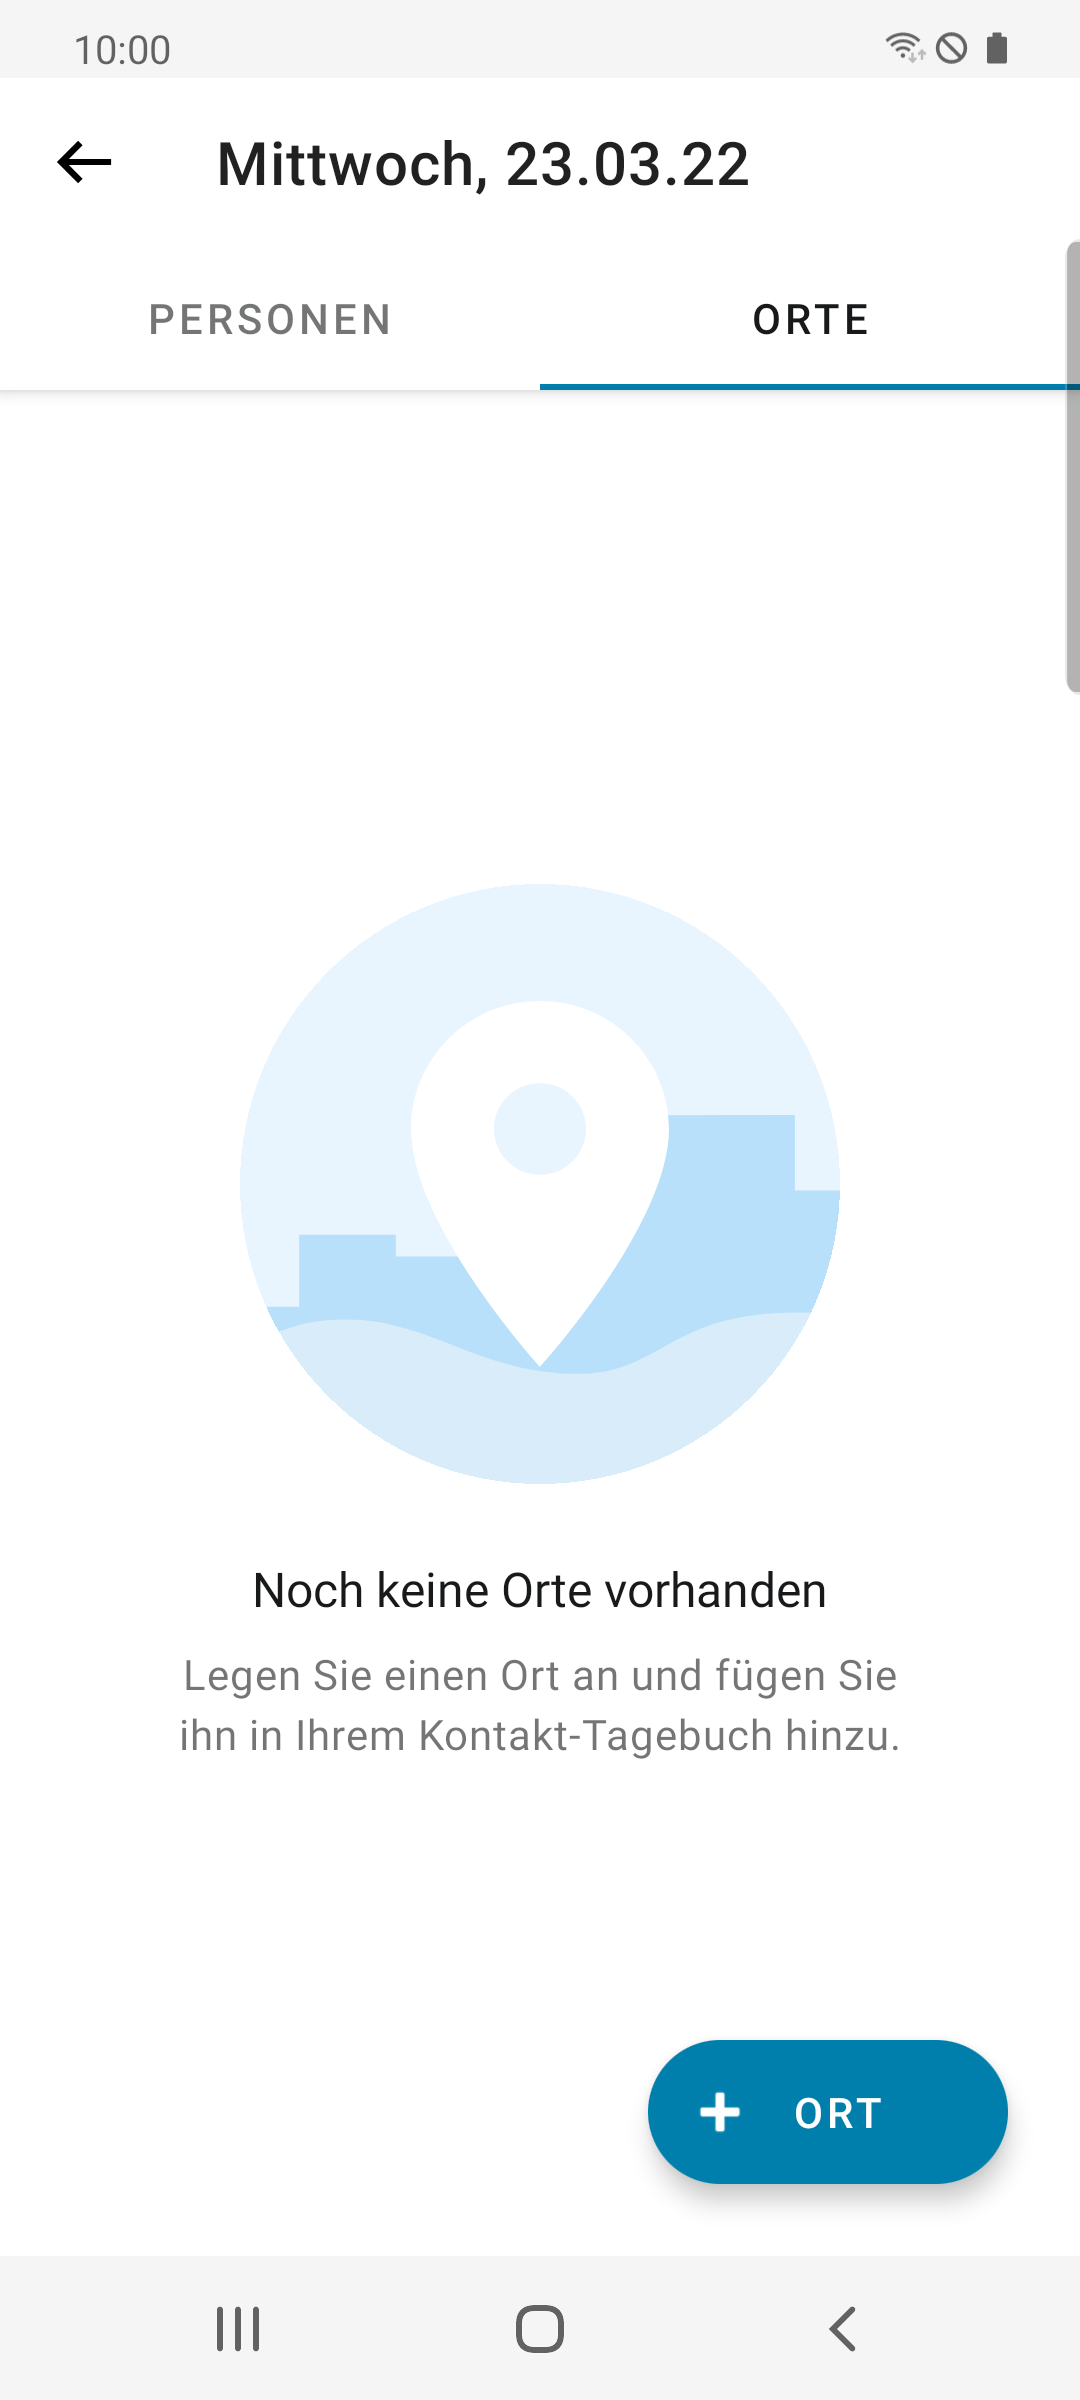 10:00
Mittwoch, 23.03.22
PERSONEN
ORTE
Noch keine Orte vorhanden
Legen Sie einen Ort an und fügen Sie
ihn in Ihrem Kontakt-Tagebuch hinzu.
ORT